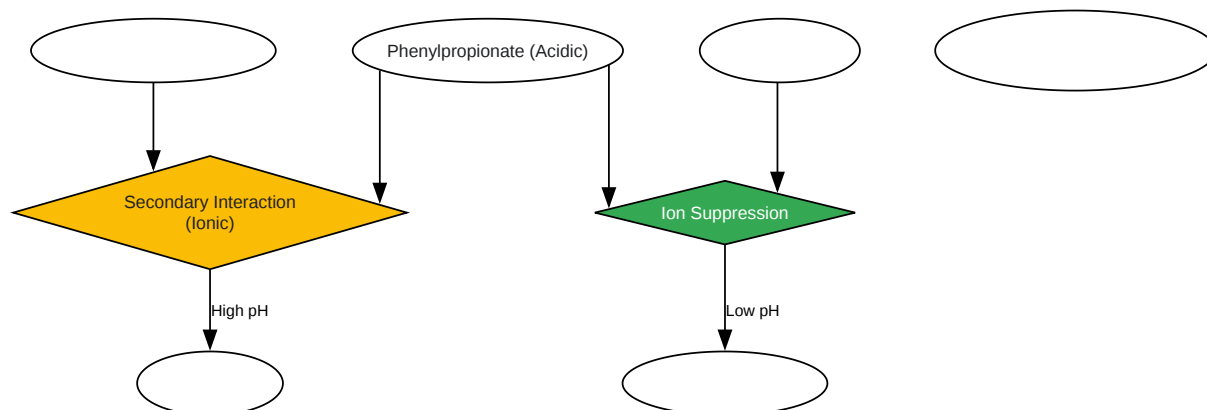 Phenylpropionate (Acidic)
Secondary Interaction
(Ionic)
Ion Suppression
High pH
Low pH